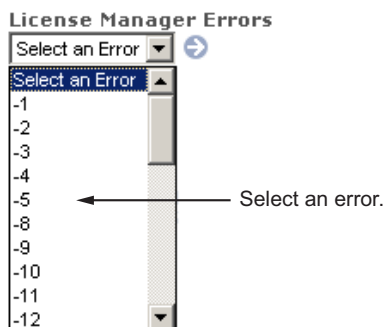 License Manager Errors
Select an Error
Select an Error
-1
-2
-3
-4
-5
Select an error.
-8
-9
-10
-11
-12